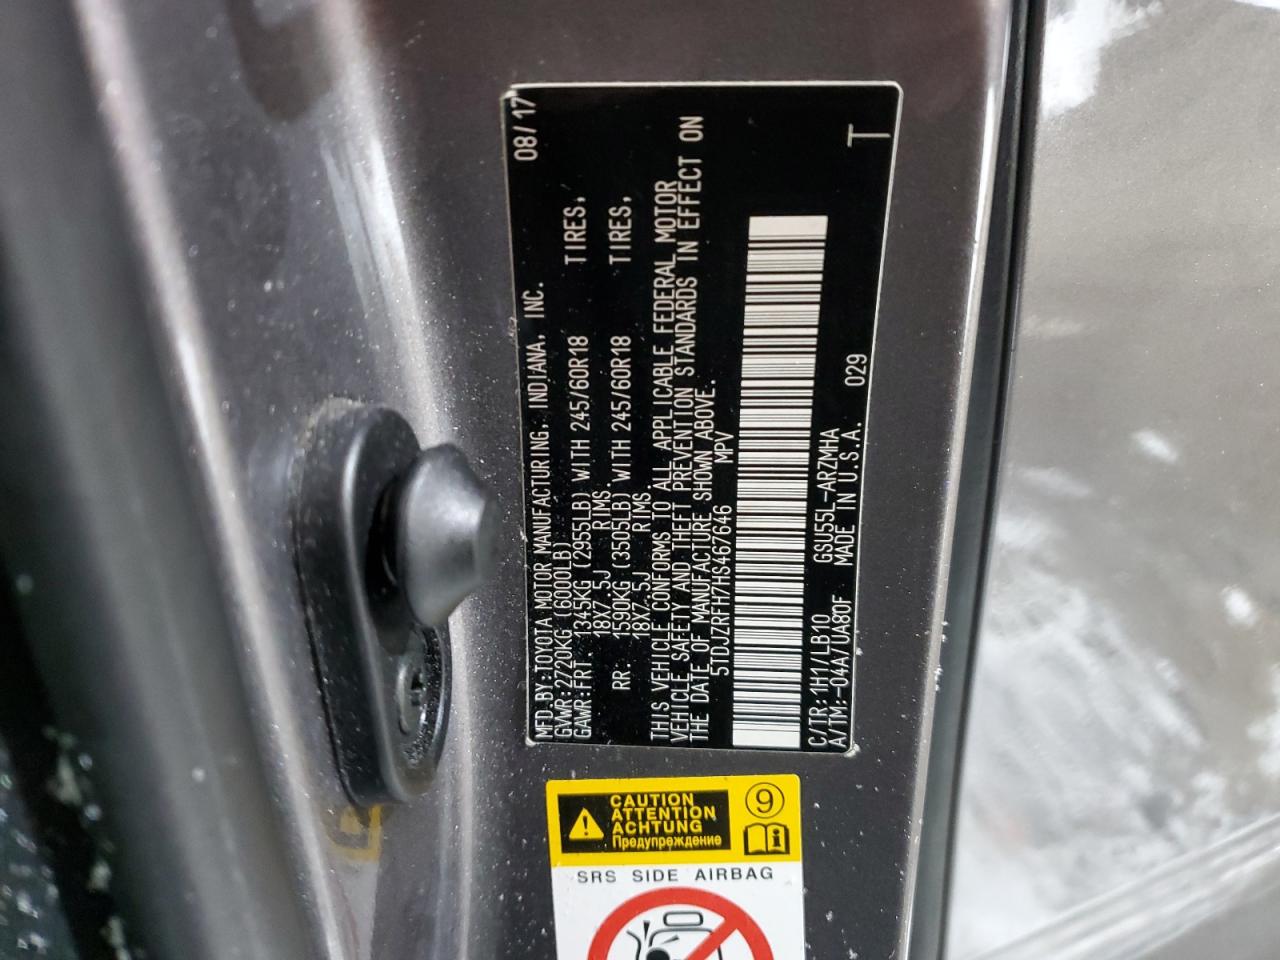 MFD.BY:TOYOTA MOTOR MANUFACTURING, INDIANA, INC. 08/17
GVWR:2720KG (6000LB)
GAWR:FRT. 1345KG (2955LB) WITH 245/60R18 TIRES,
18X7.5J RIMS.
RR: 1590KG (3505LB) WITH 245/60R18 TIRES,
18X7.5J RIMS
THIS VEHICLE CONFORMS TO ALL APPLICABLE FEDERAL MOTOR
VEHICLE SAFETY AND THEFT PREVENTION STANDARDS IN EFFECT ON
THE DATE OF MANUFACTURE SHOWN ABOVE.
5TDJZRFH7HS467646 MPV
C/TR:1H1/LB10 GSU55L-ARZMHA 029
A/TM:-04A/UA80F MADE IN U.S.A.
T
CAUTION
ATTENTION
ACHTUNG
Предупреждение
9
SRS SIDE AIRBAG